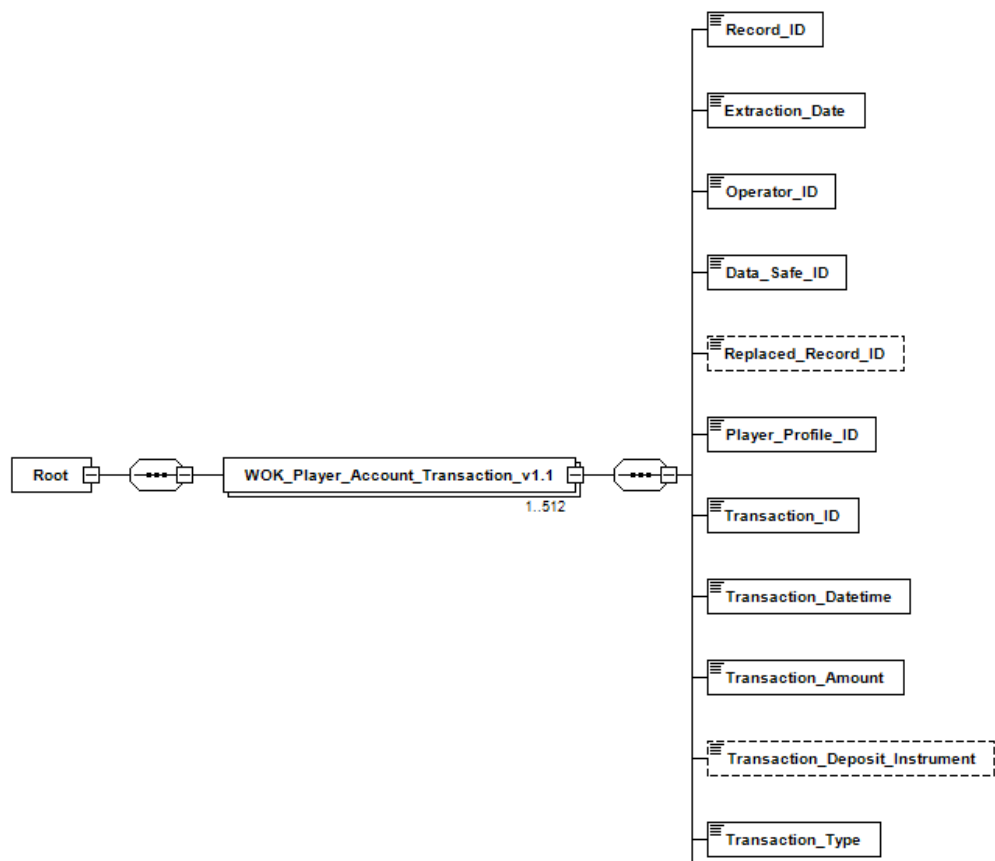 Record_ID
Extraction_Date
Operator_ID
Data_Safe_ID
Replaced_Record_ID
Player_Profile_ID
Root
WOK_Player_Account_Transaction_v1.1
1..512
Transaction_ID
Transaction_Datetime
Transaction_Amount
Transaction_Deposit_Instrument
Transaction_Type